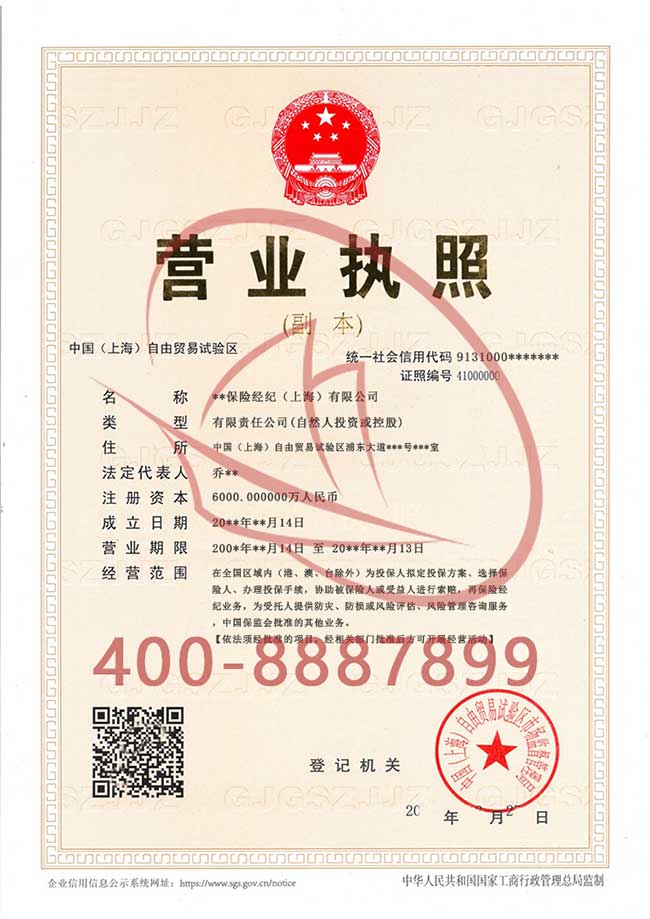 GJGSZJJZ
营业执照
(副 本)
中国（上海）自由贸易试验区
统一社会信用代码 9131000*******
证照编号 41000000
名 称 **保险经纪（上海）有限公司
类 型 有限责任公司(自然人投资或控股)
住 所 中国（上海）自由贸易试验区浦东大道***号***室
法定代表人 乔**
注册资本 6000.000000万人民币
成立日期 20**年**月14日
营业期限 200*年**月14日 至 20**年**月13日
经营范围 在全国区域内（港、澳、台除外）为投保人拟定投保方案、选择保
险人、办理投保手续，协助被保险人或受益人进行索赔，再保险经
纪业务，为受托人提供防灾、防损或风险评估、风险管理咨询服务
，中国保监会批准的其他业务。
【依法须经批准的项目，经相关部门批准后方可开展经营活动】
400-8887899
中国（上海）自由贸易试验区市场监督管理局
登记机关
20 年 月27日
企业信用信息公示系统网址：https://www.sgs.gov.cn/notice
中华人民共和国国家工商行政管理总局监制